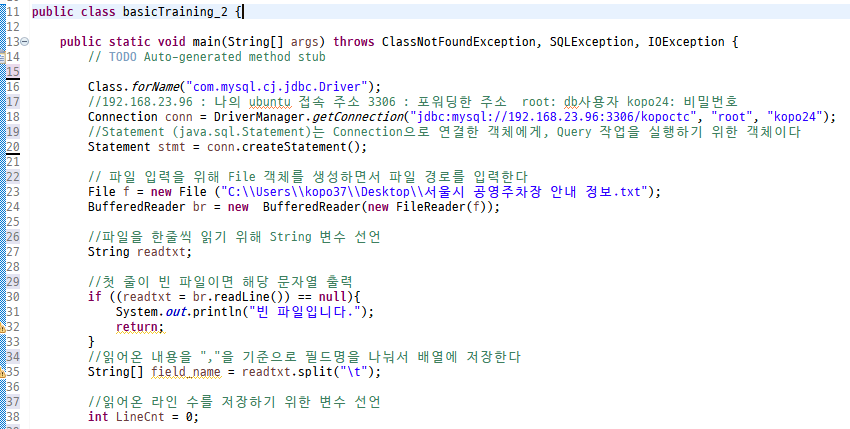 11 public class basicTraining_2 {
12
13 public static void main(String[] args) throws ClassNotFoundException, SQLException, IOException {
14 // TODO Auto-generated method stub
15
16 Class.forName("com.mysql.cj.jdbc.Driver");
17 //192.168.23.96 : 나의 ubuntu 접속 주소 3306 : 포워딩한 주소  root: db사용자 kopo24: 비밀번호
18 Connection conn = DriverManager.getConnection("jdbc:mysql://192.168.23.96:3306/kopoctc", "root", "kopo24");
19 //Statement (java.sql.Statement)는 Connection으로 연결한 객체에게, Query 작업을 실행하기 위한 객체이다
20 Statement stmt = conn.createStatement();
21
22 // 파일 입력을 위해 File 객체를 생성하면서 파일 경로를 입력한다
23 File f = new File ("C:\\Users\\kopo37\\Desktop\\서울시 공영주차장 안내 정보.txt");
24 BufferedReader br = new  BufferedReader(new FileReader(f));
25
26 //파일을 한줄씩 읽기 위해 String 변수 선언
27 String readtxt;
28
29 //첫 줄이 빈 파일이면 해당 문자열 출력
30 if ((readtxt = br.readLine()) == null){
31 System.out.println("빈 파일입니다.");
32 return;
33 }
34 //읽어온 내용을 ","을 기준으로 필드명을 나눠서 배열에 저장한다
35 String[] field_name = readtxt.split("\t");
36
37 //읽어온 라인 수를 저장하기 위한 변수 선언
38 int LineCnt = 0;